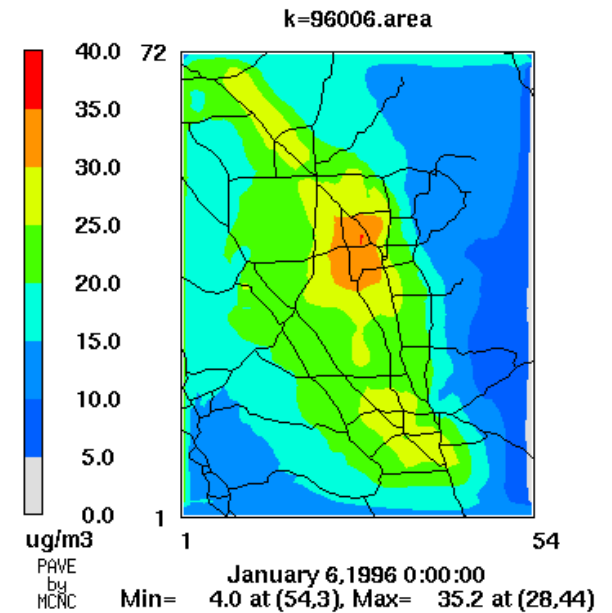 k=96006.area
40.0
72
35.0
30.0
25.0
20.0
15.0
10.0
5.0
0.0
1
ug/m3
1
54
PAVE
by
MCNC
January 6,1996 0:00:00
Min= 4.0 at (54,3), Max= 35.2 at (28,44)